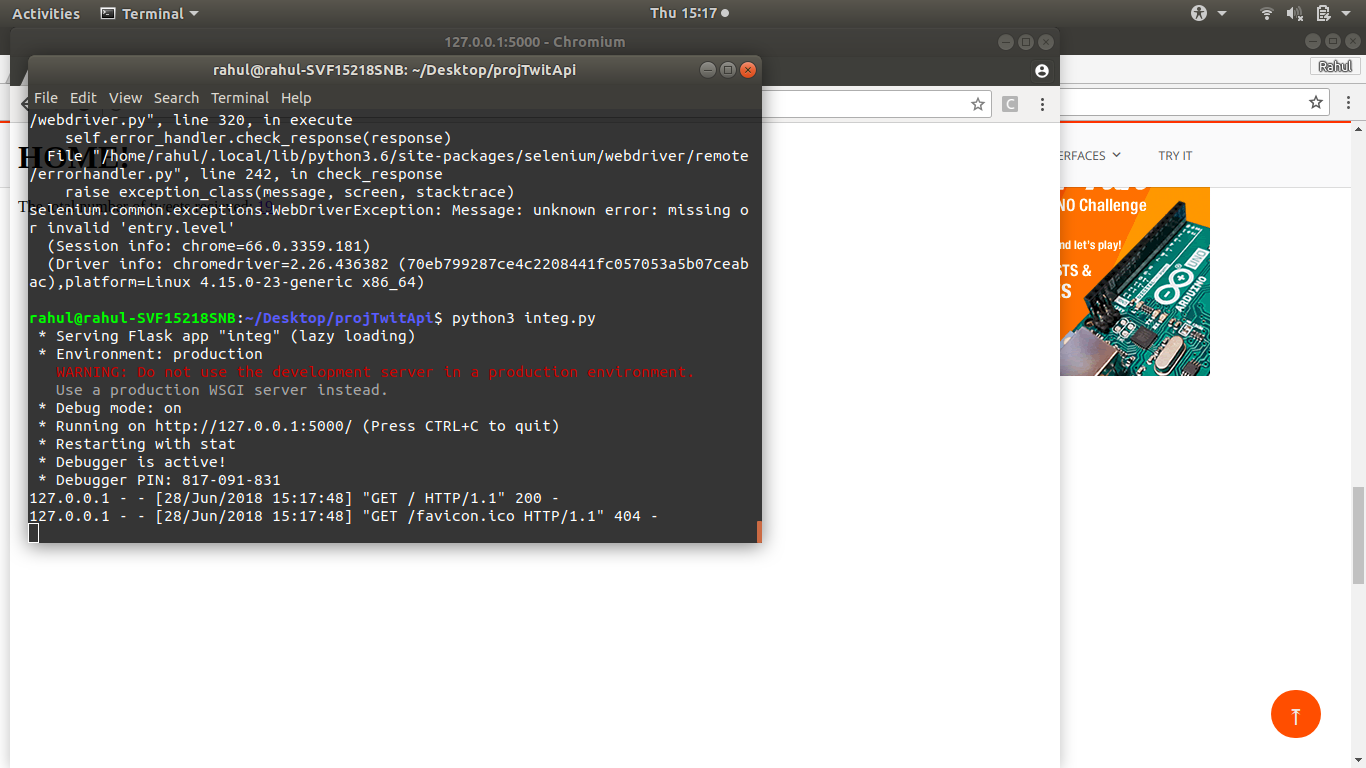 Activities Terminal Thu 15:17
127.0.0.1:5000 - Chromium
rahul@rahul-SVF15218SNB: ~/Desktop/projTwitApi
Rahul
File Edit View Search Terminal Help
C
/webdriver.py", line 320, in execute
    self.error_handler.check_response(response)
  File "/home/rahul/.local/lib/python3.6/site-packages/selenium/webdriver/remote
/errorhandler.py", line 242, in check_response
    raise exception_class(message, screen, stacktrace)
selenium.common.exceptions.WebDriverException: Message: unknown error: missing o
r invalid 'entry.level'
  (Session info: chrome=66.0.3359.181)
  (Driver info: chromedriver=2.26.436382 (70eb799287ce4c2208441fc057053a5b07ceab
ac),platform=Linux 4.15.0-23-generic x86_64)
rahul@rahul-SVF15218SNB:~/Desktop/projTwitApi$ python3 integ.py
 * Serving Flask app "integ" (lazy loading)
 * Environment: production
   WARNING: Do not use the development server in a production environment.
   Use a production WSGI server instead.
 * Debug mode: on
 * Running on http://127.0.0.1:5000/ (Press CTRL+C to quit)
 * Restarting with stat
 * Debugger is active!
 * Debugger PIN: 817-091-831
127.0.0.1 - - [28/Jun/2018 15:17:48] "GET / HTTP/1.1" 200 -
127.0.0.1 - - [28/Jun/2018 15:17:48] "GET /favicon.ico HTTP/1.1" 404 -
HOME!
ERFACES TRY IT
NO Challenge
nd let's play!
STS &
UNO
ARDUINO